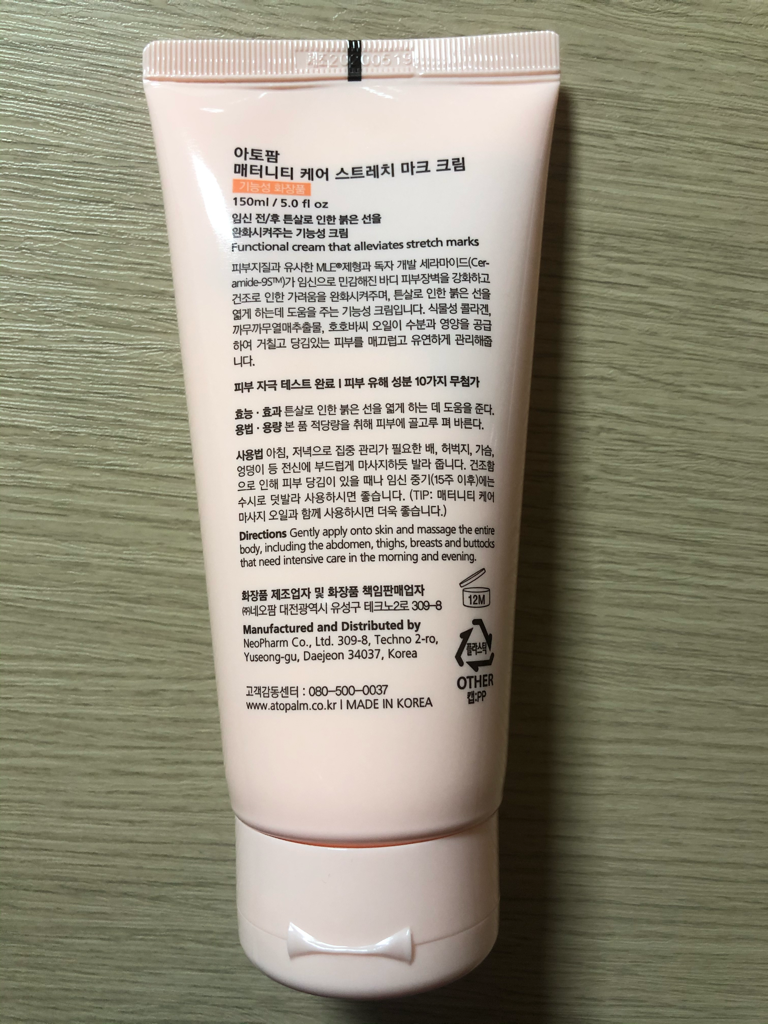 제20200515
아토팜
매터니티 케어 스트레치 마크 크림
기능성 화장품
150ml / 5.0 fl oz
임신 전/후 튼살로 인한 붉은 선을
완화시켜주는 기능성 크림
Functional cream that alleviates stretch marks
피부지질과 유사한 MLE®제형과 독자 개발 세라마이드(Cer-
amide-9S™)가 임신으로 민감해진 바디 피부장벽을 강화하고
건조로 인한 가려움을 완화시켜주며, 튼살로 인한 붉은 선을
엷게 하는데 도움을 주는 기능성 크림입니다. 식물성 콜라겐,
까무까무열매추출물, 호호바씨 오일이 수분과 영양을 공급
하여 거칠고 당김있는 피부를 매끄럽고 유연하게 관리해줍
니다.
피부 자극 테스트 완료 | 피부 유해 성분 10가지 무첨가
효능 · 효과 튼살로 인한 붉은 선을 엷게 하는 데 도움을 준다.
용법 · 용량 본 품 적당량을 취해 피부에 골고루 펴 바른다.
사용법 아침, 저녁으로 집중 관리가 필요한 배, 허벅지, 가슴,
엉덩이 등 전신에 부드럽게 마사지하듯 발라 줍니다. 건조함
으로 인해 피부 당김이 있을 때나 임신 중기(15주 이후)에는
수시로 덧발라 사용하시면 좋습니다. (TIP: 매터니티 케어
마사지 오일과 함께 사용하시면 더욱 좋습니다.)
Directions Gently apply onto skin and massage the entire
body, including the abdomen, thighs, breasts and buttocks
that need intensive care in the morning and evening.
화장품 제조업자 및 화장품 책임판매업자
㈜네오팜 대전광역시 유성구 테크노2로 309-8
Manufactured and Distributed by
NeoPharm Co., Ltd. 309-8, Techno 2-ro,
Yuseong-gu, Daejeon 34037, Korea
12M
플라스틱
OTHER
캡:PP
고객감동센터 : 080-500-0037
www.atopalm.co.kr | MADE IN KOREA